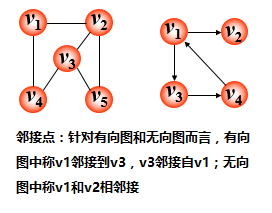 v1 v2 v1 v2
v3
v4 v5 v3 v4
邻接点：针对有向图和无向图而言，有向
图中称v1邻接到v3，v3邻接自v1；无向
图中称v1和v2相邻接